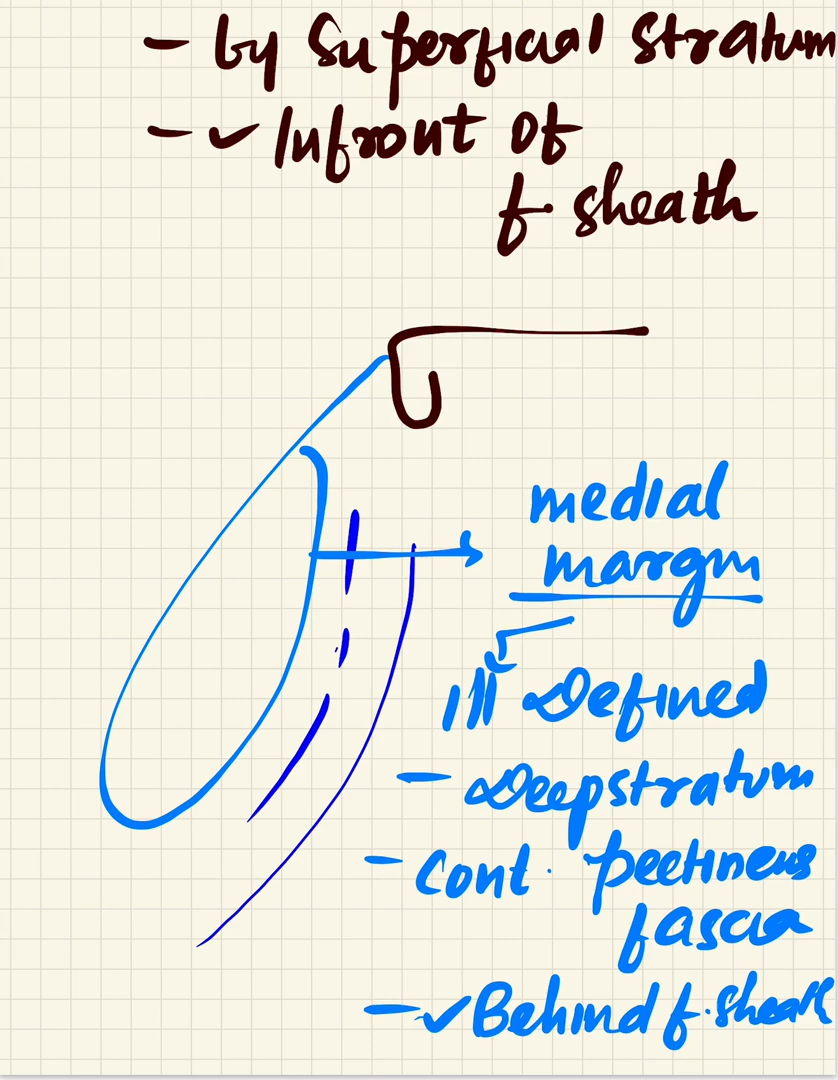 - by Superficial Stratum
- ✓ Infront of
f. sheath
medial
margin
ill Defined
- Deep stratum
- Cont. pectineus
fascia
- ✓ Behind f. sheath